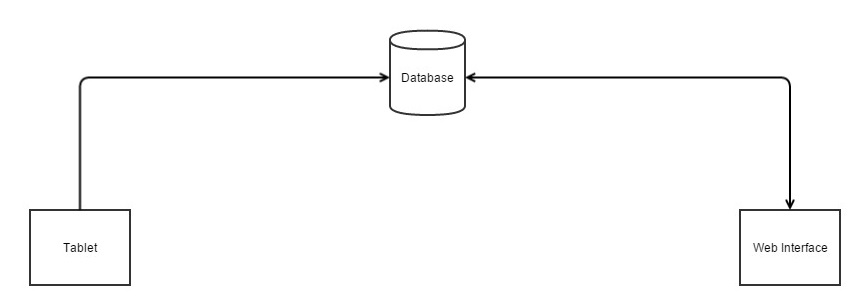 Database
Tablet
Web Interface